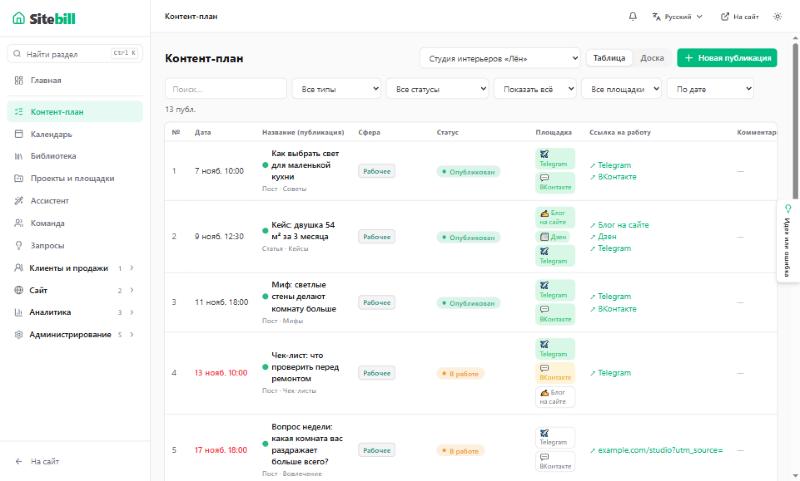 Sitebill
Контент-план
Русский
На сайт
Найти раздел
Ctrl K
Главная
Контент-план
Календарь
Библиотека
Проекты и площадки
Ассистент
Команда
Запросы
Клиенты и продажи 1
Сайт 2
Аналитика 3
Администрирование 5
← На сайт
Контент-план
Студия интерьеров «Лён»
Таблица
Доска
+ Новая публикация
Поиск...
Все типы
Все статусы
Показать всё
Все площадки
По дате
13 публ.
№ Дата Название (публикация) Сфера Статус Площадка Ссылка на работу Комментар
1
7 нояб. 10:00
Как выбрать свет
для маленькой
кухни
Пост · Советы
Рабочее
Опубликован
Telegram
ВКонтакте
↗ Telegram
↗ ВКонтакте
—
2
9 нояб. 12:30
Кейс: двушка 54
м² за 3 месяца
Статья · Кейсы
Рабочее
Опубликован
Блог
на сайте
Дзен
Telegram
↗ Блог на сайте
↗ Дзен
↗ Telegram
—
3
11 нояб. 18:00
Миф: светлые
стены делают
комнату больше
Пост · Мифы
Рабочее
Опубликован
Telegram
ВКонтакте
↗ Telegram
↗ ВКонтакте
—
4
13 нояб. 10:00
Чек-лист: что
проверить перед
ремонтом
Пост · Чек-листы
Рабочее
В работе
Telegram
ВКонтакте
Блог
на сайте
↗ Telegram
—
5
17 нояб. 18:00
Вопрос недели:
какая комната вас
раздражает
больше всего?
Пост · Вовлечение
Рабочее
В работе
Telegram
ВКонтакте
↗ example.com/studio?utm_source=
—
Идея или ошибка